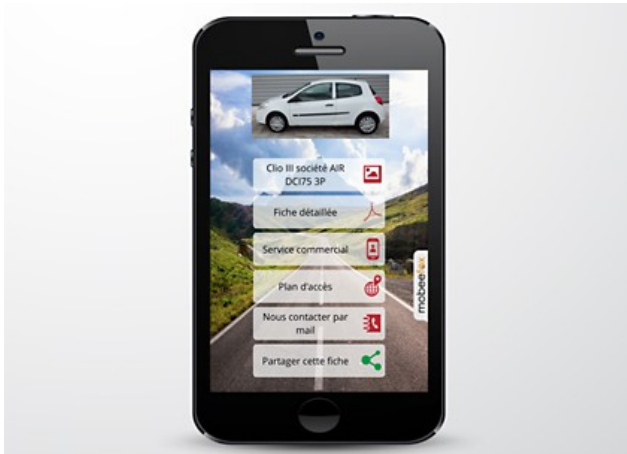 Clio III société AIR
DCI75 3P
Fiche détaillée
Service commercial
Plan d'accès
Nous contacter par
mail
Partager cette fiche
mobeefox